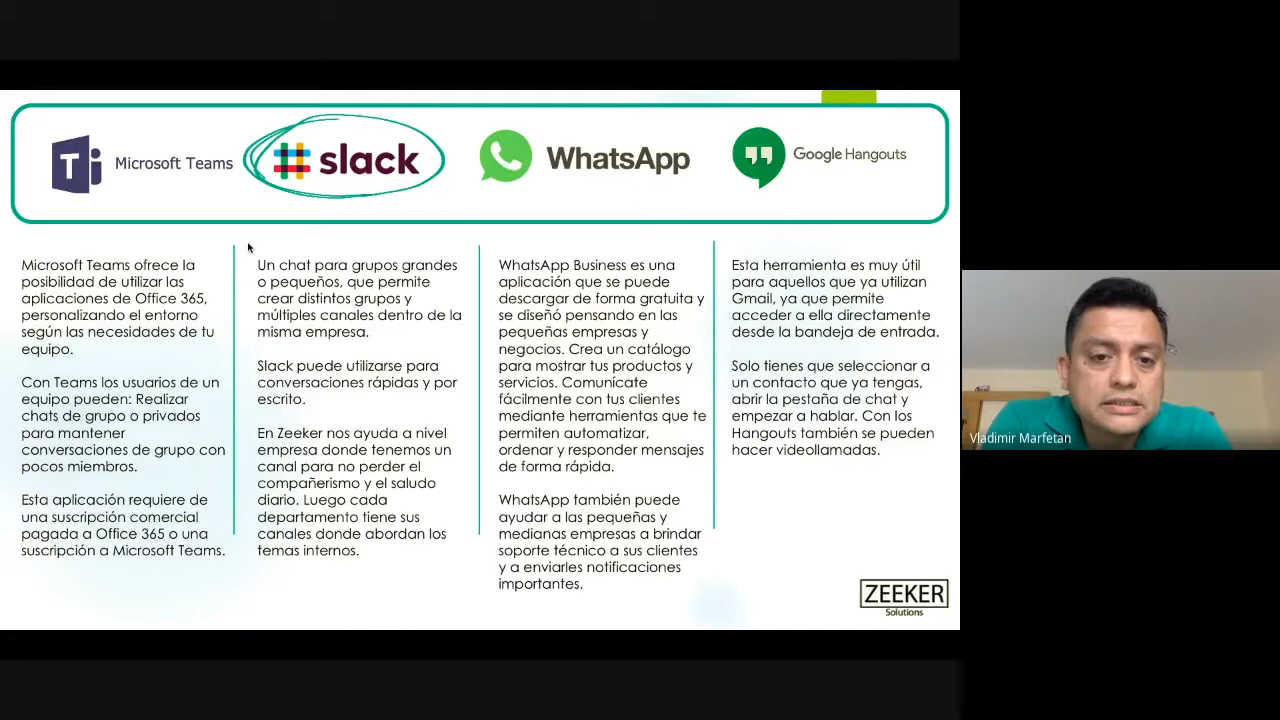 Microsoft Teams
slack
WhatsApp
Google Hangouts
Microsoft Teams ofrece la
posibilidad de utilizar las
aplicaciones de Office 365,
personalizando el entorno
según las necesidades de tu
equipo.
Con Teams los usuarios de un
equipo pueden: Realizar
chats de grupo o privados
para mantener
conversaciones de grupo con
pocos miembros.
Esta aplicación requiere de
una suscripción comercial
pagada a Office 365 o una
suscripción a Microsoft Teams.
Un chat para grupos grandes
o pequeños, que permite
crear distintos grupos y
múltiples canales dentro de la
misma empresa.
Slack puede utilizarse para
conversaciones rápidas y por
escrito.
En Zeeker nos ayuda a nivel
empresa donde tenemos un
canal para no perder el
compañerismo y el saludo
diario. Luego cada
departamento tiene sus
canales donde abordan los
temas internos.
WhatsApp Business es una
aplicación que se puede
descargar de forma gratuita y
se diseñó pensando en las
pequeñas empresas y
negocios. Crea un catálogo
para mostrar tus productos y
servicios. Comunícate
fácilmente con tus clientes
mediante herramientas que te
permiten automatizar,
ordenar y responder mensajes
de forma rápida.
WhatsApp también puede
ayudar a las pequeñas y
medianas empresas a brindar
soporte técnico a sus clientes
y a enviarles notificaciones
importantes.
Esta herramienta es muy útil
para aquellos que ya utilizan
Gmail, ya que permite
acceder a ella directamente
desde la bandeja de entrada.
Solo tienes que seleccionar a
un contacto que ya tengas,
abrir la pestaña de chat y
empezar a hablar. Con los
Hangouts también se pueden
hacer videollamadas.
ZEEKER
Solutions
Vladimir Marfetan